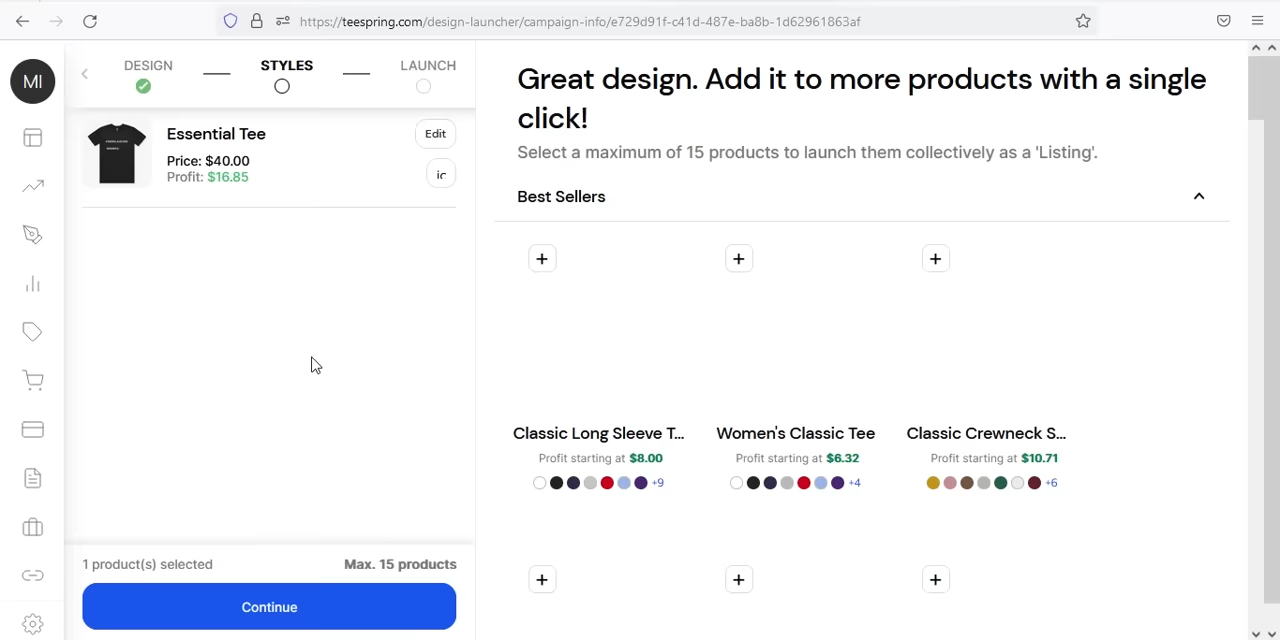 https://teespring.com/design-launcher/campaign-info/e729d91f-c41d-487e-ba8b-1d62961863af
MI
DESIGN
STYLES
LAUNCH
Essential Tee
Edit
Price: $40.00
Profit: $16.85
ic
Great design. Add it to more products with a single
click!
Select a maximum of 15 products to launch them collectively as a 'Listing'.
Best Sellers
+ + +
Classic Long Sleeve T...
Profit starting at $8.00
+9
Women's Classic Tee
Profit starting at $6.32
+4
Classic Crewneck S...
Profit starting at $10.71
+6
+ + +
1 product(s) selected
Max. 15 products
Continue